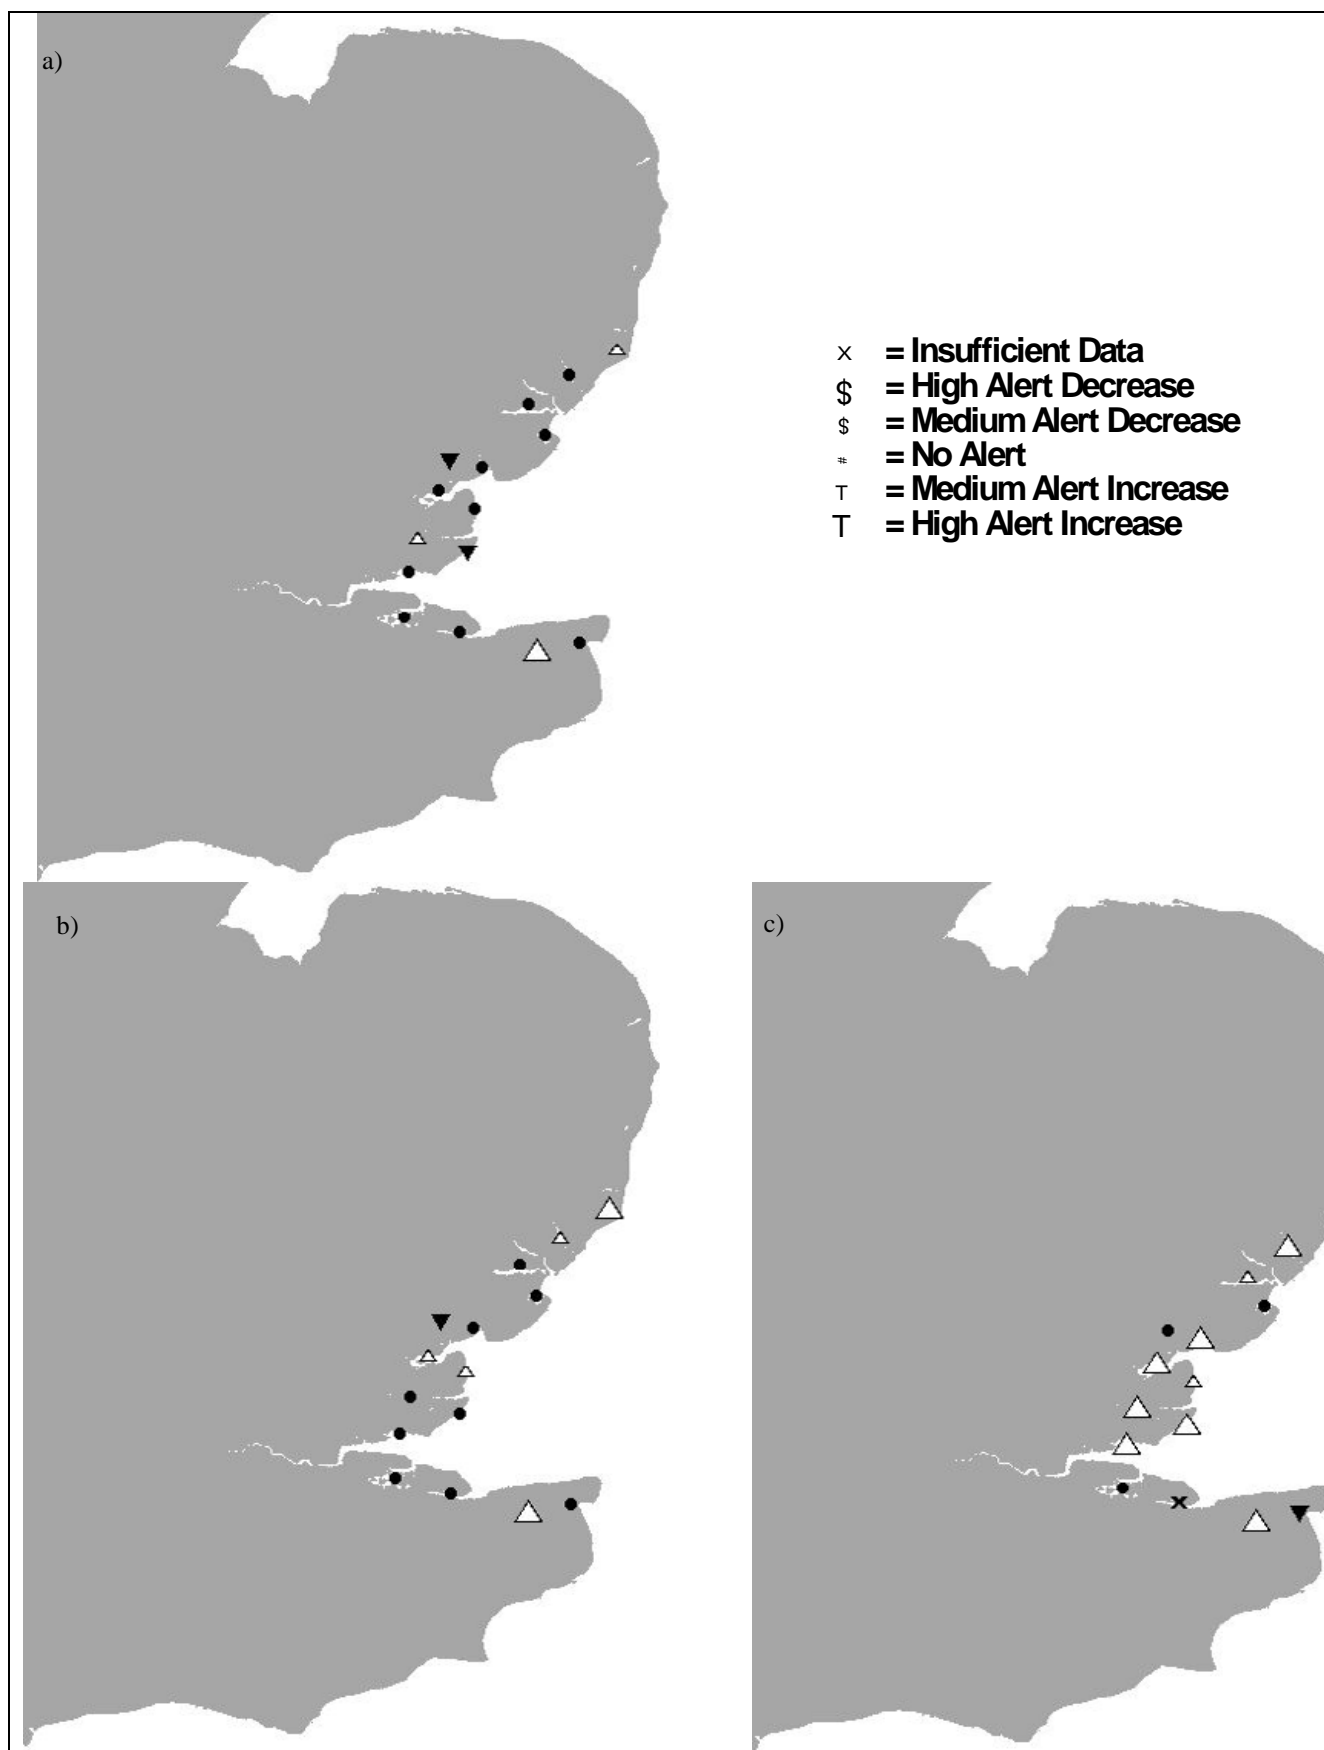 a)
x = Insufficient Data
$ = High Alert Decrease
$ = Medium Alert Decrease
# = No Alert
T = Medium Alert Increase
T = High Alert Increase
b)
c)